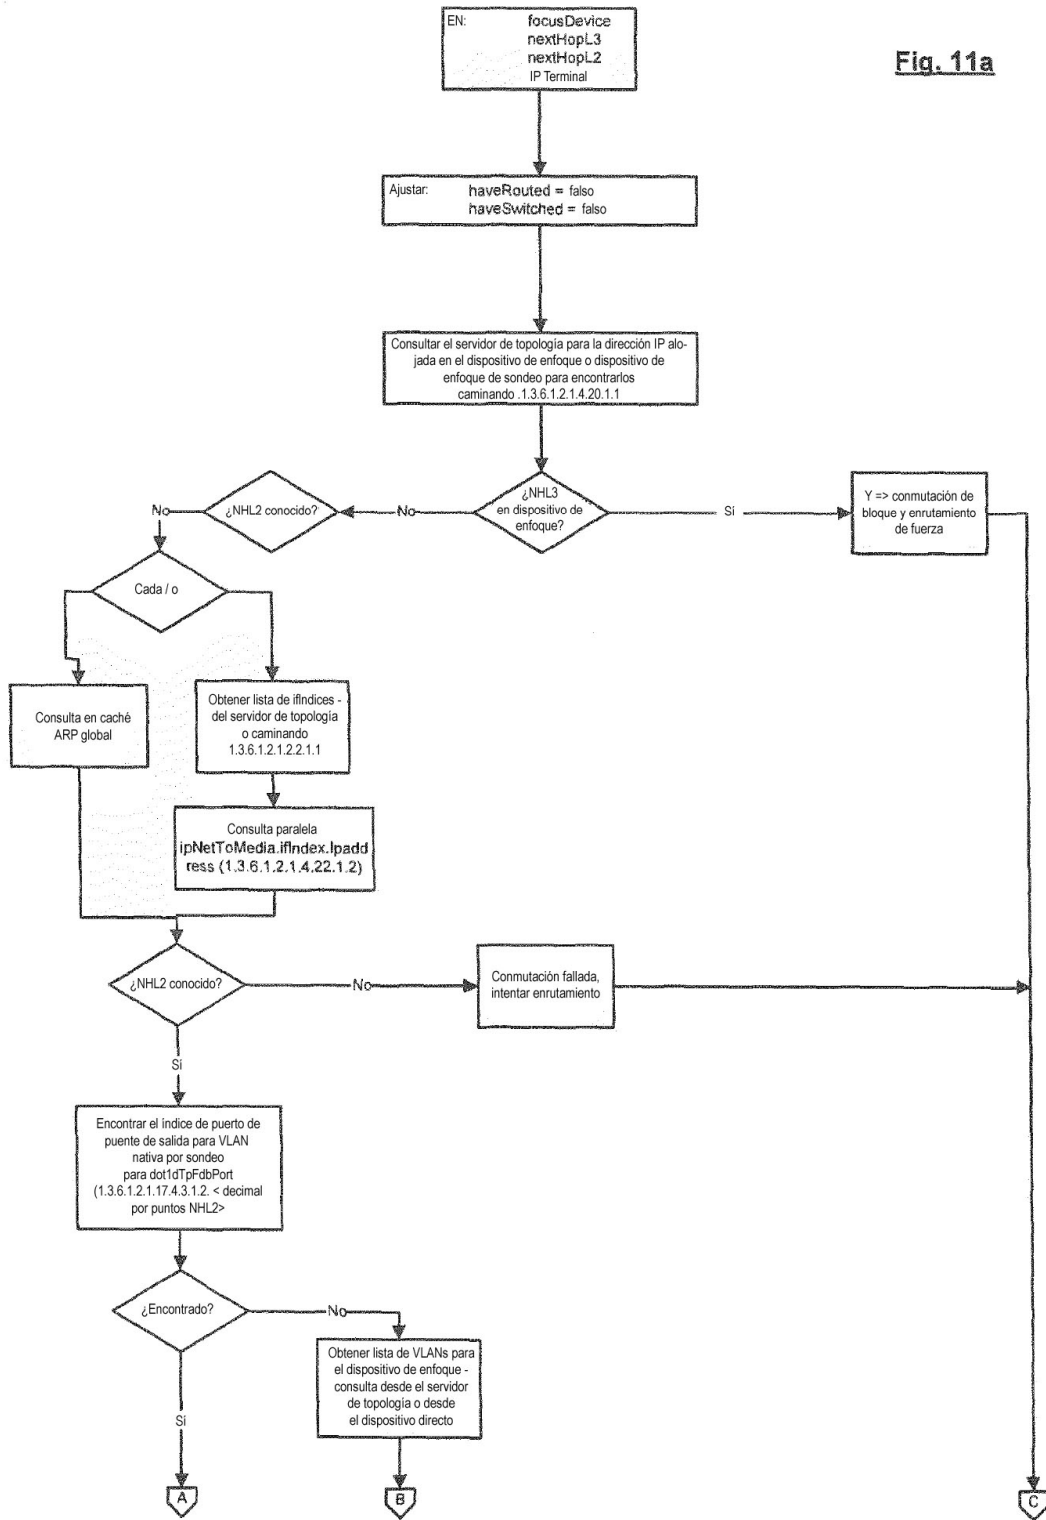 EN: focusDevice
nextHopL3
nextHopL2
IP Terminal
Fig. 11a
Ajustar: haveRouted = falso
haveSwitched = falso
Consultar el servidor de topología para la dirección IP alo-
jada en el dispositivo de enfoque o dispositivo de
enfoque de sondeo para encontrarlos
caminando .1.3.6.1.2.1.4.20.1.1
¿NHL3
en dispositivo de
enfoque?
No
Si
¿NHL2 conocido?
No
Y => conmutación de
bloque y enrutamiento
de fuerza
Cada / o
Consulta en caché
ARP global
Obtener lista de ifIndices -
del servidor de topología
o caminando
1.3.6.1.2.1.2.2.1.1
Consulta paralela
ipNetToMedia.ifIndex.Ipadd
ress (1.3.6.1.2.1.4.22.1.2)
¿NHL2 conocido?
No
Conmutación fallada,
intentar enrutamiento
Si
Encontrar el índice de puerto de
puente de salida para VLAN
nativa por sondeo
para dot1dTpFdbPort
(1.3.6.1.2.1.17.4.3.1.2. < decimal
por puntos NHL2>
¿Encontrado?
No
Obtener lista de VLANs para
el dispositivo de enfoque -
consulta desde el servidor
de topología o desde
el dispositivo directo
Si
A
B
C